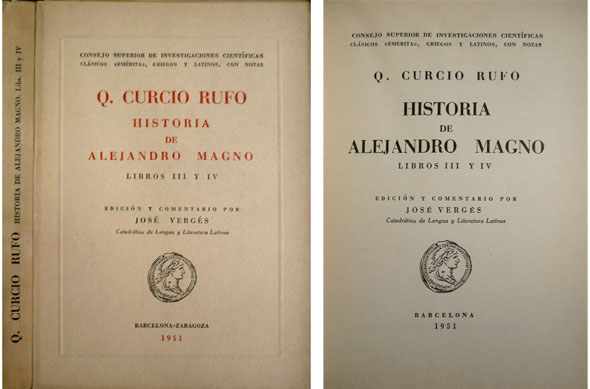 Q. CURCIO RUFO HISTORIA DE ALEJANDRO MAGNO. Libs. III y IV
CONSEJO SUPERIOR DE INVESTIGACIONES CIENTÍFICAS
CLÁSICOS «EMÉRITA», GRIEGOS Y LATINOS, CON NOTAS
Q. CURCIO RUFO
HISTORIA
DE
ALEJANDRO MAGNO
LIBROS III Y IV
EDICIÓN Y COMENTARIO POR
JOSÉ VERGÉS
Catedrático de Lengua y Literatura Latinas
BARCELONA-ZARAGOZA
1951
CONSEJO SUPERIOR DE INVESTIGACIONES CIENTÍFICAS
CLÁSICOS «EMÉRITA», GRIEGOS Y LATINOS, CON NOTAS
Q. CURCIO RUFO
HISTORIA
DE
ALEJANDRO MAGNO
LIBROS III Y IV
EDICIÓN Y COMENTARIO POR
JOSÉ VERGÉS
Catedrático de Lengua y Literatura Latinas
BARCELONA
1951